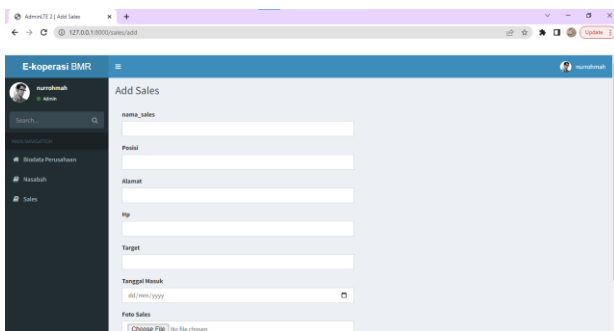 AdminLTE 2 | Add Sales
127.0.0.1:8000/sales/add
Update
E-koperasi BMR
nurrohmah
nurrohmah
Admin
Search...
MAIN NAVIGATION
Biodata Perusahaan
Nasabah
Sales
Add Sales
nama_sales
Posisi
Alamat
Hp
Target
Tanggal Masuk
dd/mm/yyyy
Foto Sales
Choose File No file chosen